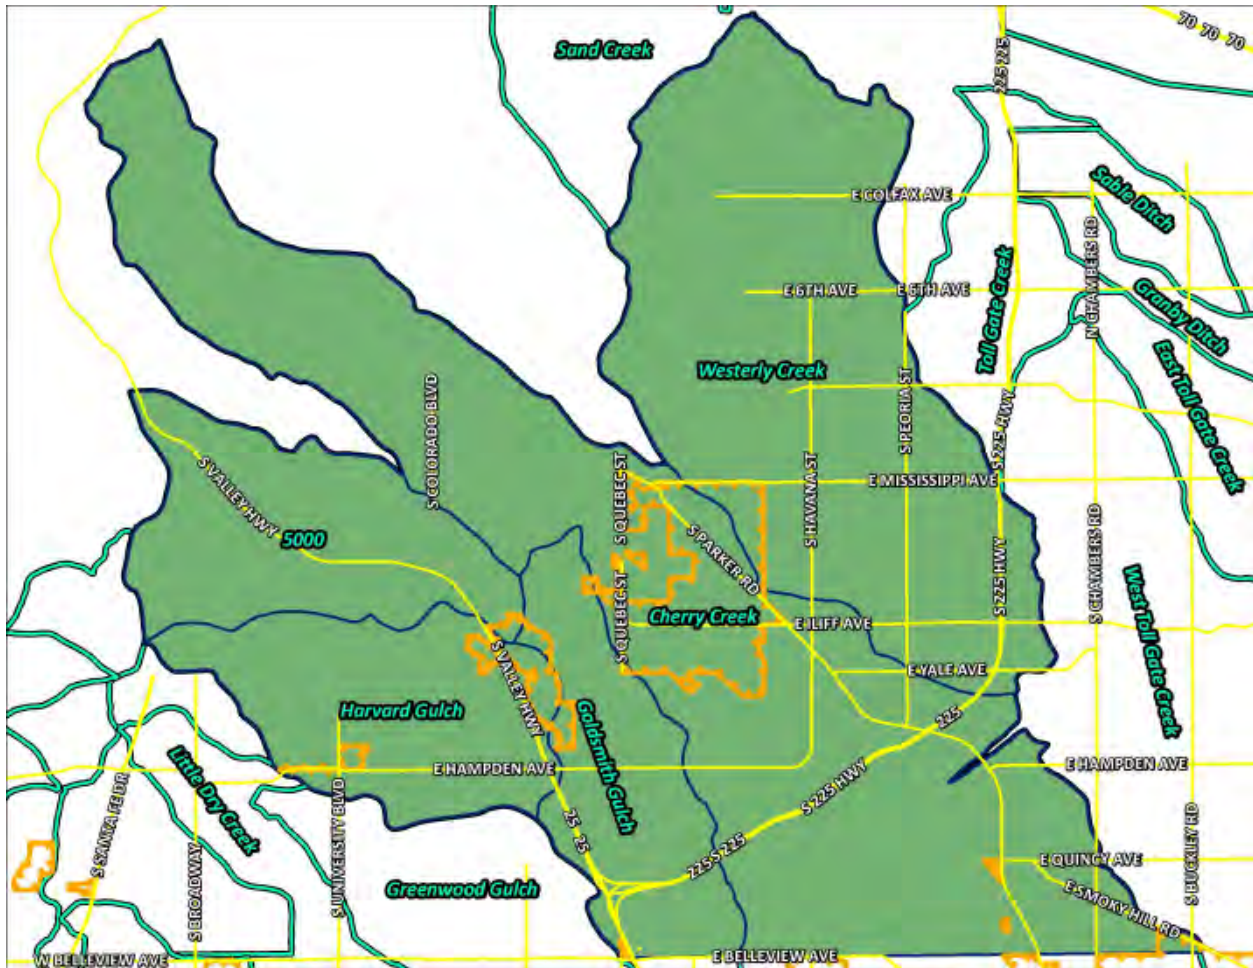 70 70 70
Sand Creek
225 225
E COLFAX AVE
Sable Ditch
N CHAMBERS RD
E 6TH AVE
E 6TH AVE
Toll Gate Creek
Granby Ditch
East Toll Gate Creek
Westerly Creek
S COLORADO BLVD
S PEORIA ST
S 225 HWY
S VALLEY HWY
S QUEBEC ST
S HAVANA ST
E MISSISSIPPI AVE
5000
S PARKER RD
S 225 HWY
S CHAMBERS RD
West Toll Gate Creek
S QUEBEC ST
Cherry Creek
E ILIFF AVE
S VALLEY HWY
E YALE AVE
Harvard Gulch
Goldsmith Gulch
225
Little Dry Creek
E HAMPDEN AVE
E HAMPDEN AVE
S SANTA FE DR
S UNIVERSITY BLVD
S 225 HWY
25 25
225 S 225
S BROADWAY
Greenwood Gulch
E QUINCY AVE
S BUCKLEY RD
E SMOKY HILL RD
W BELLEVIEW AVE
E BELLEVIEW AVE